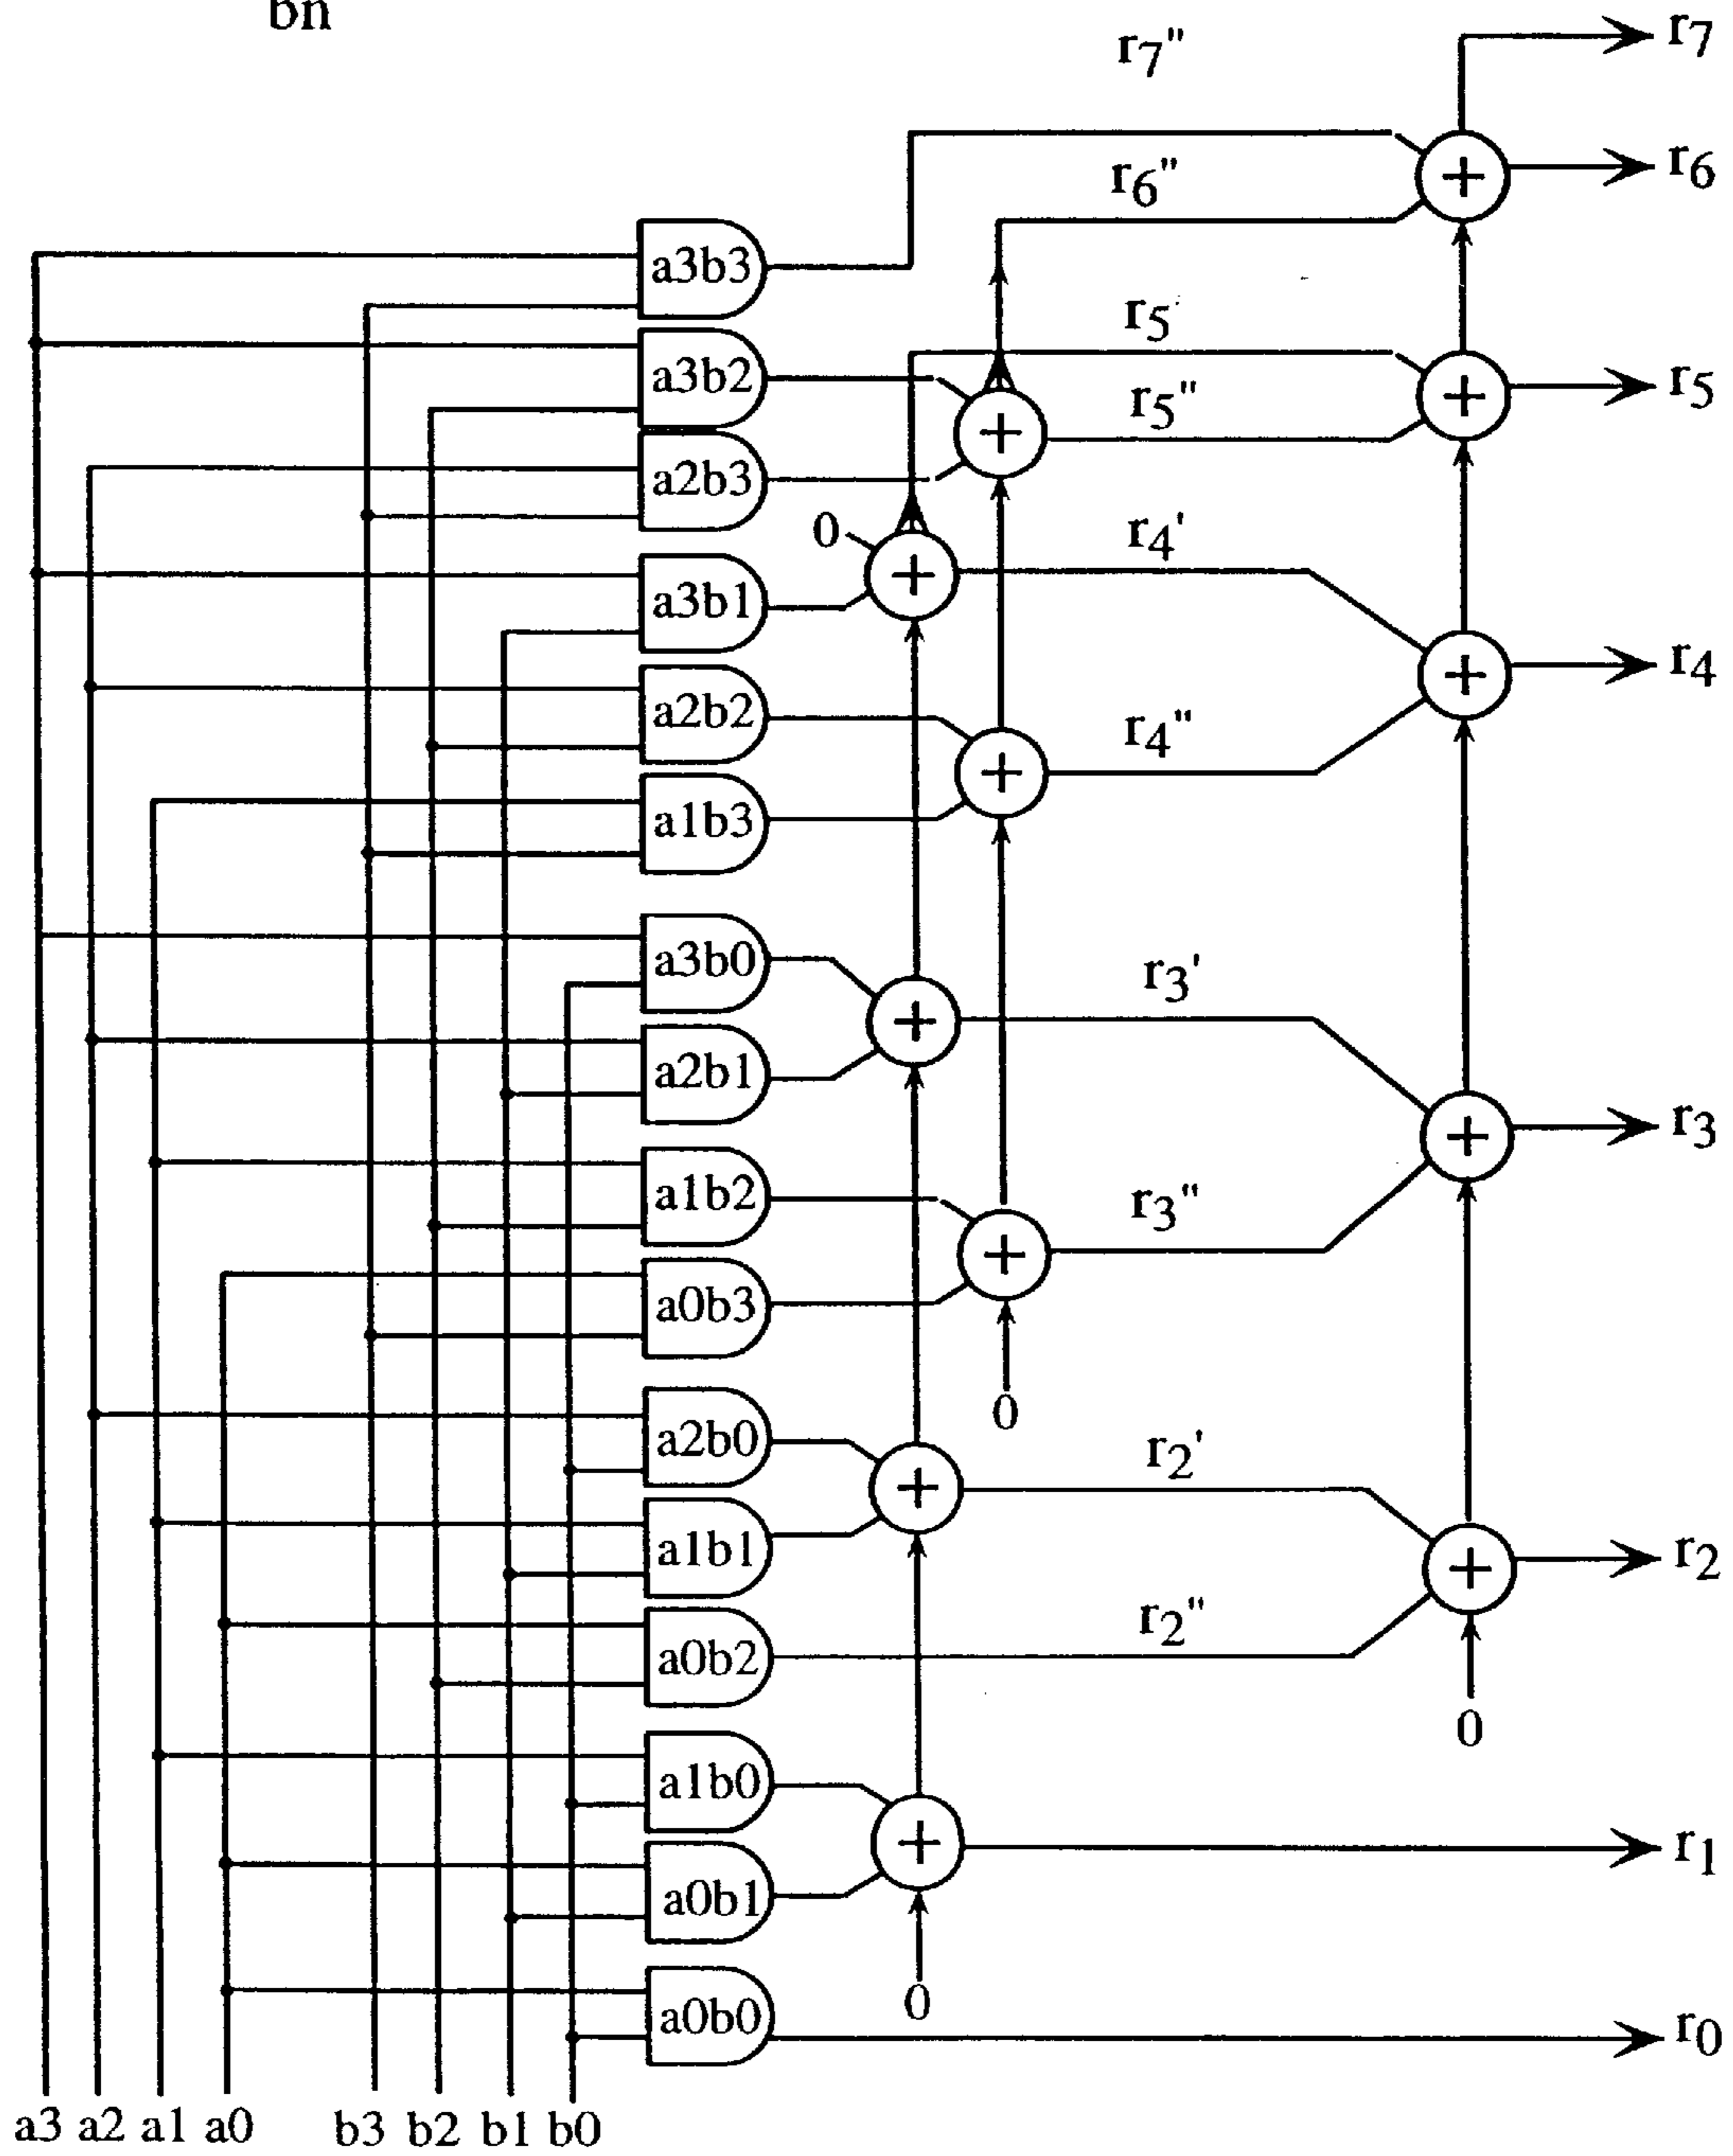 bn
r7"
r7
r6
r6"
a3b3
r5
a3b2
r5"
r5
a2b3
0
+
r4'
a3b1
r4
a2b2
r4"
a1b3
a3b0
r3'
a2b1
r3
a1b2
r3"
a0b3
0
a2b0
r2'
a1b1
r2
a0b2
r2"
0
a1b0
r1
a0b1
0
a0b0
r0
a3 a2 a1 a0 b3 b2 b1 b0